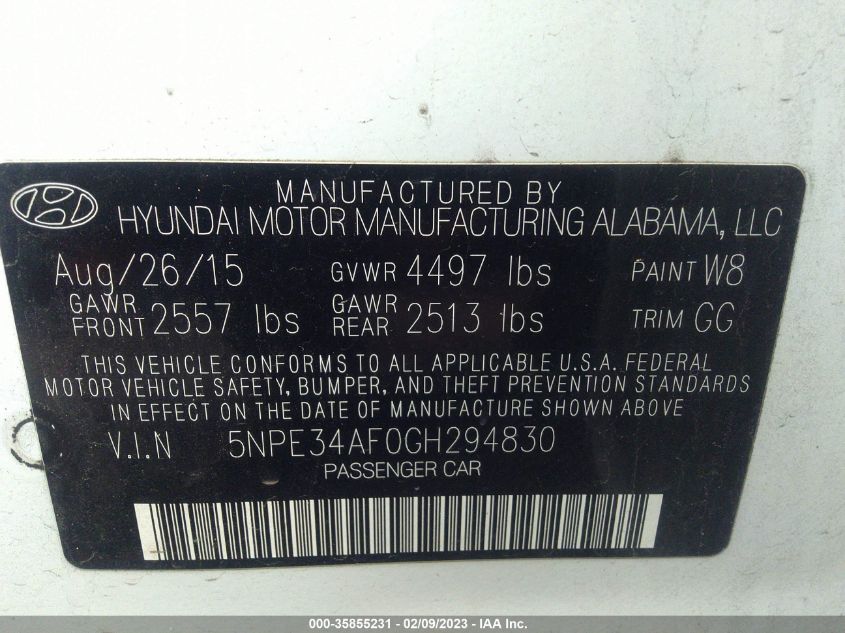 MANUFACTURED BY
HYUNDAI MOTOR MANUFACTURING ALABAMA, LLC
Aug/26/15 GVWR 4497 lbs PAINT W8
GAWR FRONT 2557 lbs GAWR REAR 2513 lbs TRIM GG
THIS VEHICLE CONFORMS TO ALL APPLICABLE U.S.A. FEDERAL
MOTOR VEHICLE SAFETY, BUMPER, AND THEFT PREVENTION STANDARDS
IN EFFECT ON THE DATE OF MANUFACTURE SHOWN ABOVE
V.I.N 5NPE34AF0GH294830
PASSENGER CAR
000-35855231 - 02/09/2023 - IAA Inc.